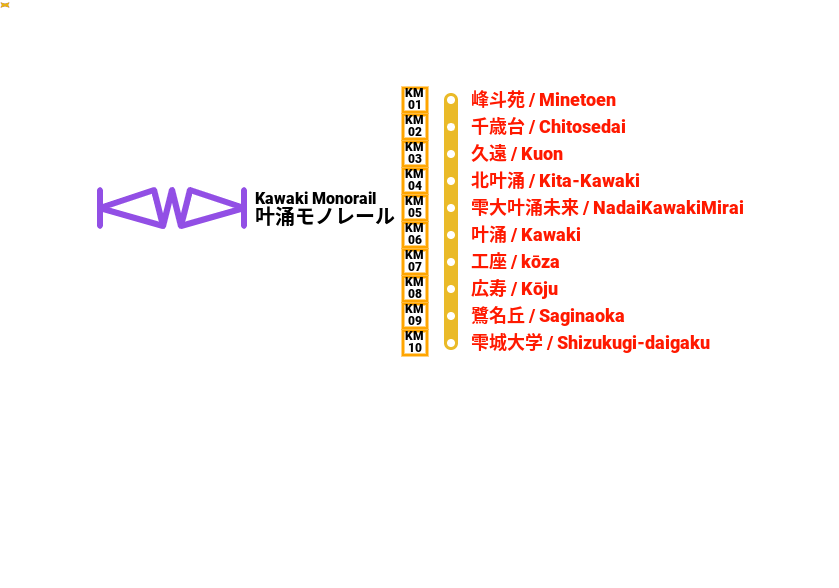 Kawaki Monorail
叶涌モノレール
KM 01 峰斗苑 / Minetoen
KM 02 千歳台 / Chitosedai
KM 03 久遠 / Kuon
KM 04 北叶涌 / Kita-Kawaki
KM 05 雫大叶涌未来 / NadaiKawakiMirai
KM 06 叶涌 / Kawaki
KM 07 工座 / kōza
KM 08 広寿 / Kōju
KM 09 鷺名丘 / Saginaoka
KM 10 雫城大学 / Shizukugi-daigaku